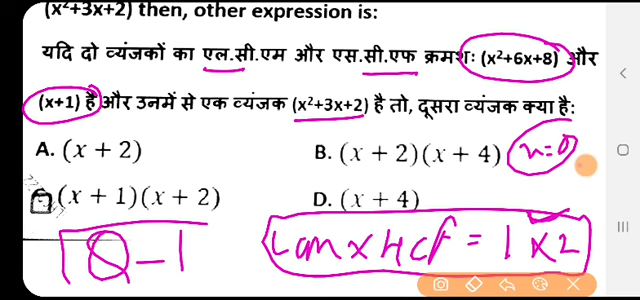 (x²+3x+2) then, other expression is:
यदि दो व्यंजकों का एल.सी.एम और एस.सी.एफ क्रमशः (x²+6x+8) और
(x+1) है और उनमें से एक व्यंजक (x²+3x+2) है तो, दूसरा व्यंजक क्या है:
A. (x + 2)
B. (x + 2)(x + 4)
(x + 1)(x + 2)
D. (x + 4)
Q-1
LCM x HCF = 1 x 2